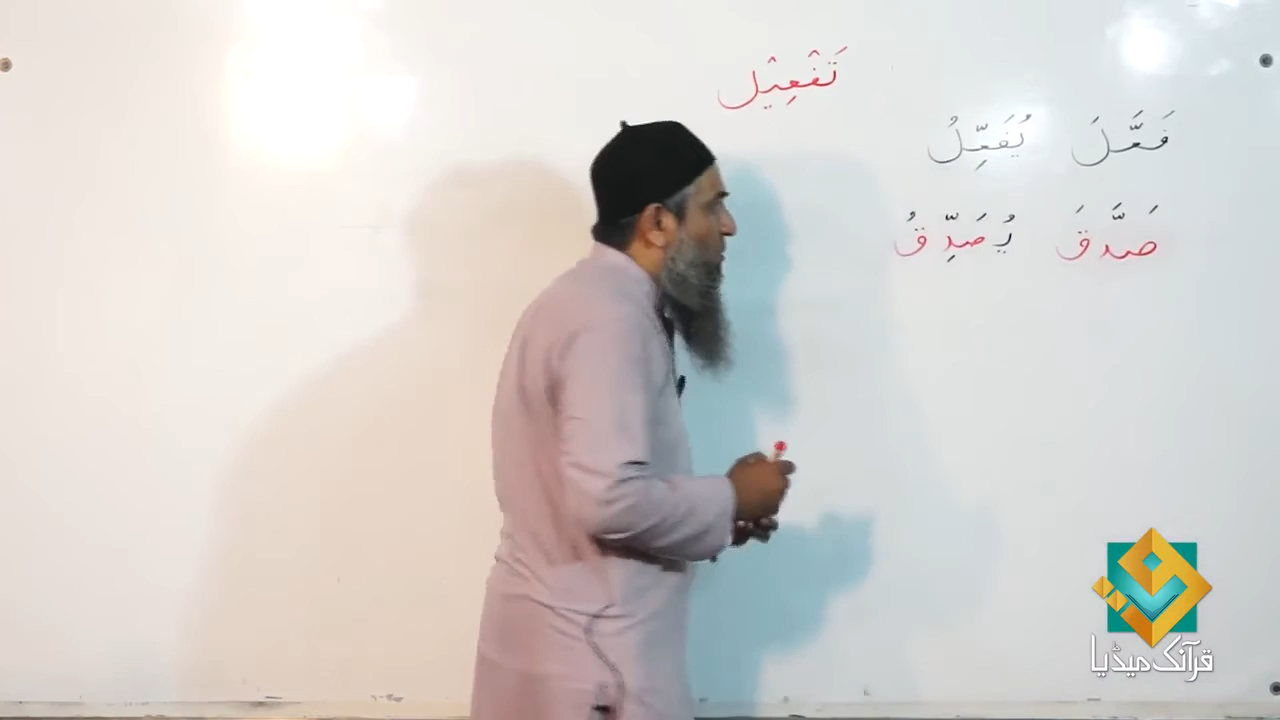 تَفْعِيْل
فَعَّلَ يُفَعِّلُ
صَدَّقَ يُصَدِّقُ
قرآنک میڈیا